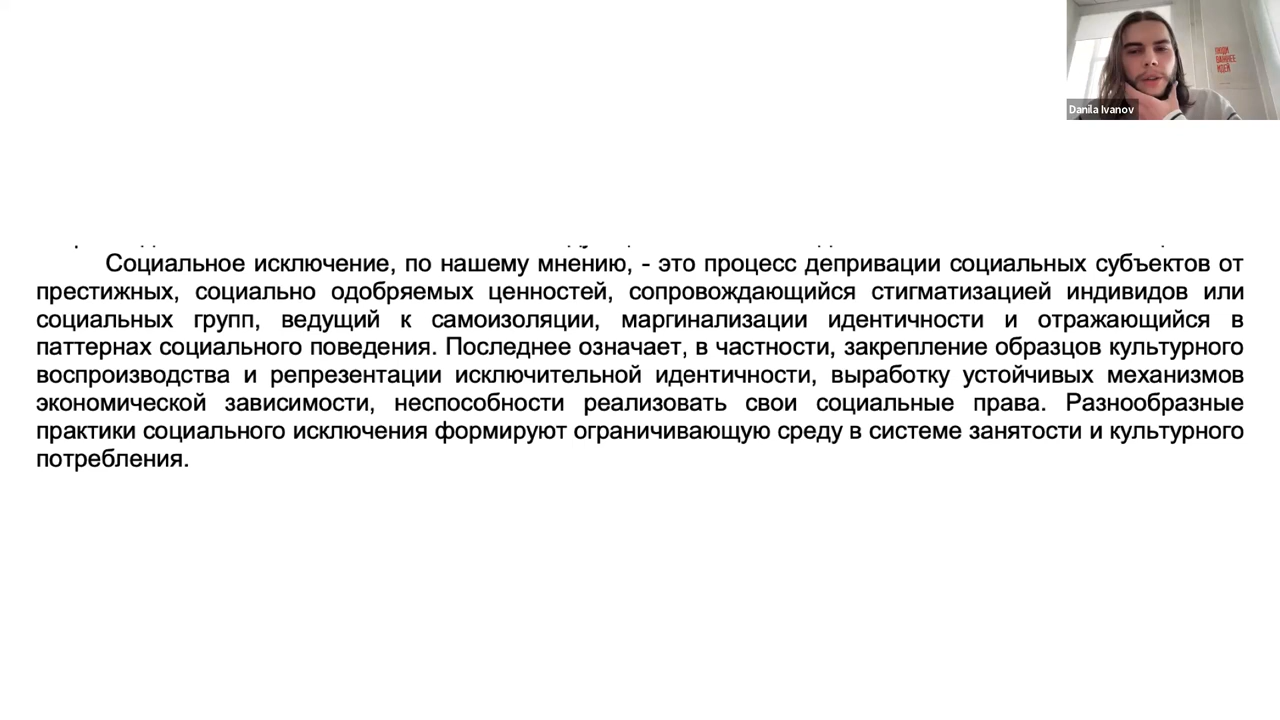 Danila Ivanov
ЛЮДИ
ВАЖНЕЕ
ИДЕЙ
Социальное исключение, по нашему мнению, - это процесс депривации социальных субъектов от
престижных, социально одобряемых ценностей, сопровождающийся стигматизацией индивидов или
социальных групп, ведущий к самоизоляции, маргинализации идентичности и отражающийся в
паттернах социального поведения. Последнее означает, в частности, закрепление образцов культурного
воспроизводства и репрезентации исключительной идентичности, выработку устойчивых механизмов
экономической зависимости, неспособности реализовать свои социальные права. Разнообразные
практики социального исключения формируют ограничивающую среду в системе занятости и культурного
потребления.